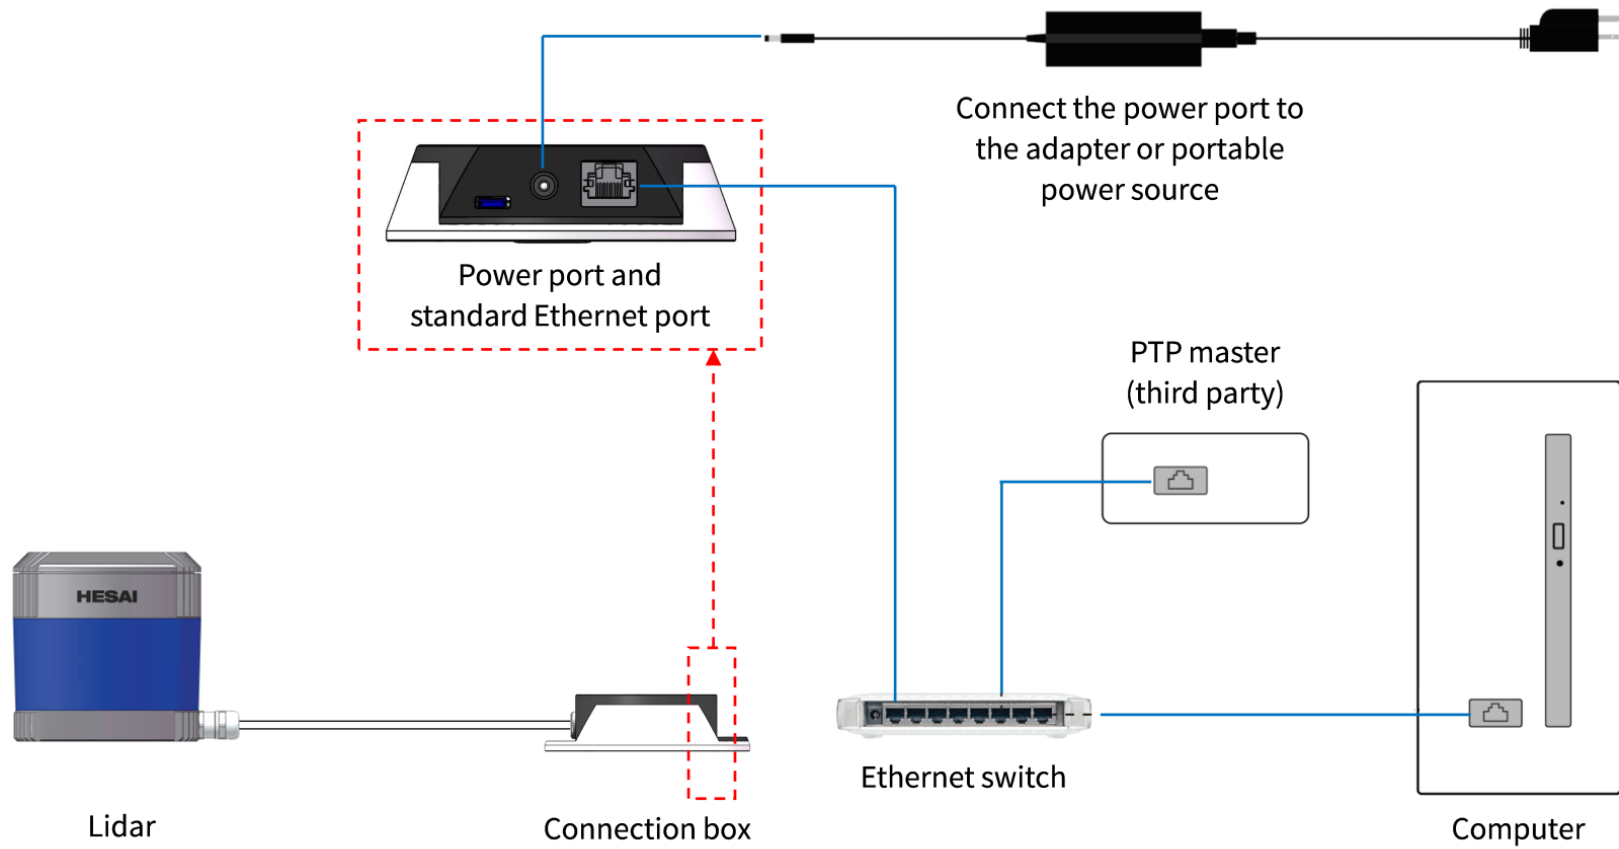 Connect the power port to
the adapter or portable
power source
Power port and
standard Ethernet port
PTP master
(third party)
HESAI
Ethernet switch
Lidar
Connection box
Computer